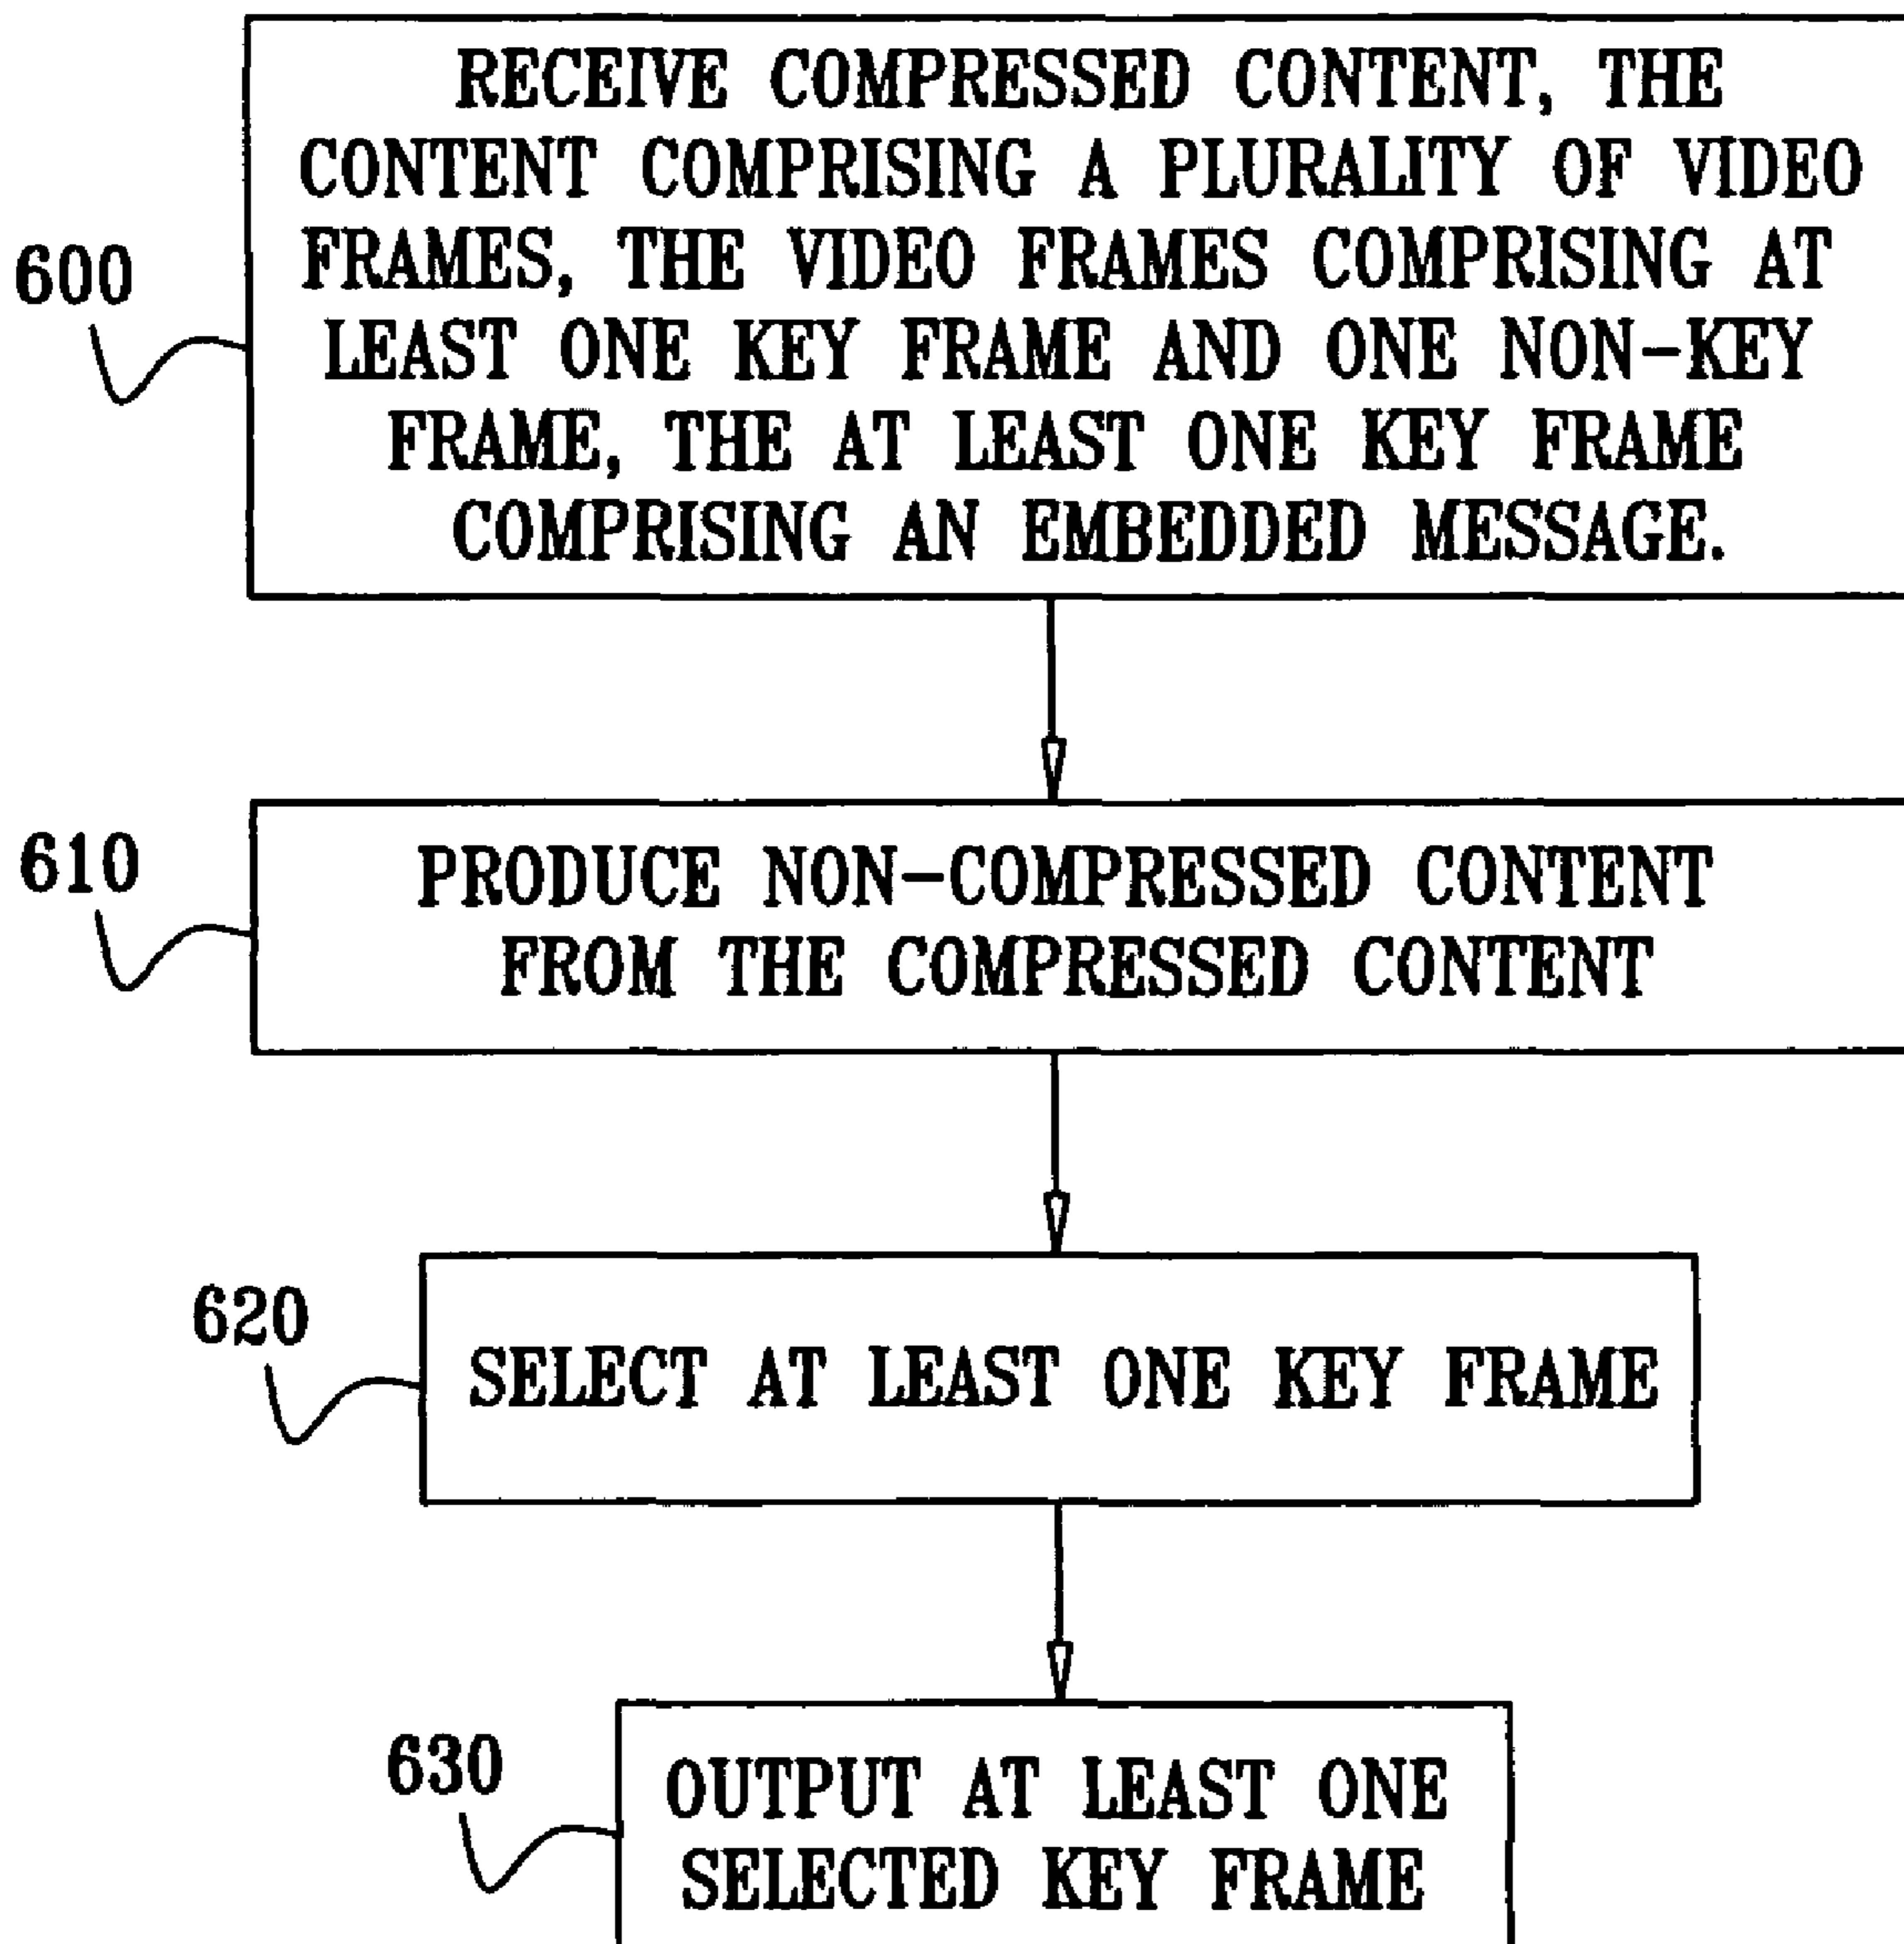 RECEIVE COMPRESSED CONTENT, THE
CONTENT COMPRISING A PLURALITY OF VIDEO
FRAMES, THE VIDEO FRAMES COMPRISING AT
LEAST ONE KEY FRAME AND ONE NON-KEY
FRAME, THE AT LEAST ONE KEY FRAME
COMPRISING AN EMBEDDED MESSAGE.
600
PRODUCE NON-COMPRESSED CONTENT
FROM THE COMPRESSED CONTENT
610
SELECT AT LEAST ONE KEY FRAME
620
OUTPUT AT LEAST ONE
SELECTED KEY FRAME
630